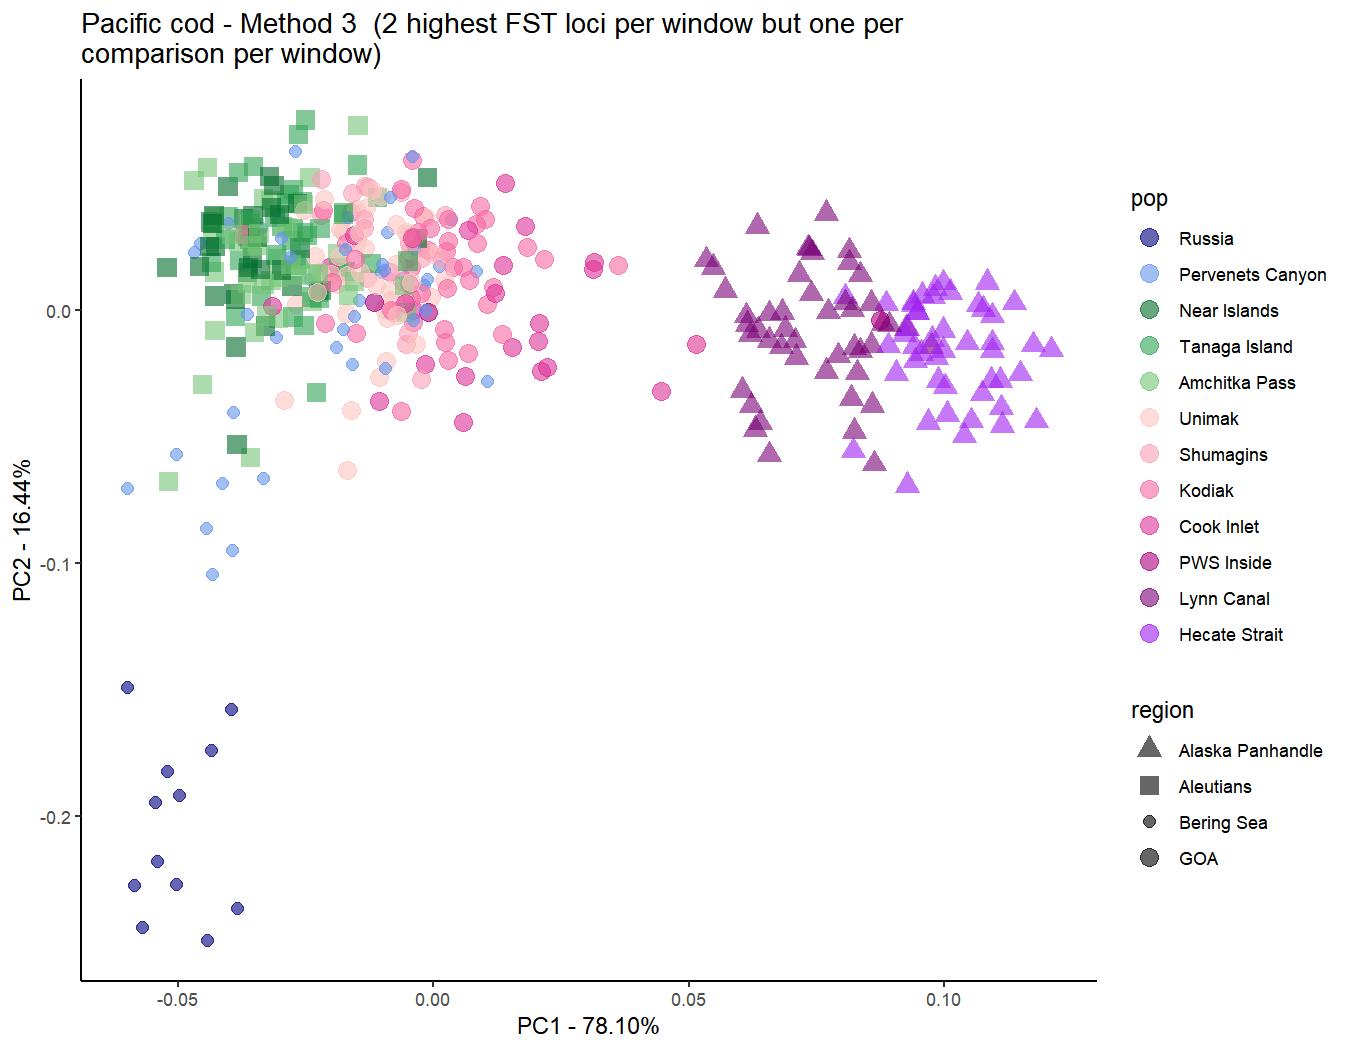 Pacific cod - Method 3  (2 highest FST loci per window but one per
comparison per window)
PC2 - 16.44%
0.0
-0.1
-0.2
-0.05
0.00
0.05
0.10
PC1 - 78.10%
pop
Russia
Pervenets Canyon
Near Islands
Tanaga Island
Amchitka Pass
Unimak
Shumagins
Kodiak
Cook Inlet
PWS Inside
Lynn Canal
Hecate Strait
region
Alaska Panhandle
Aleutians
Bering Sea
GOA